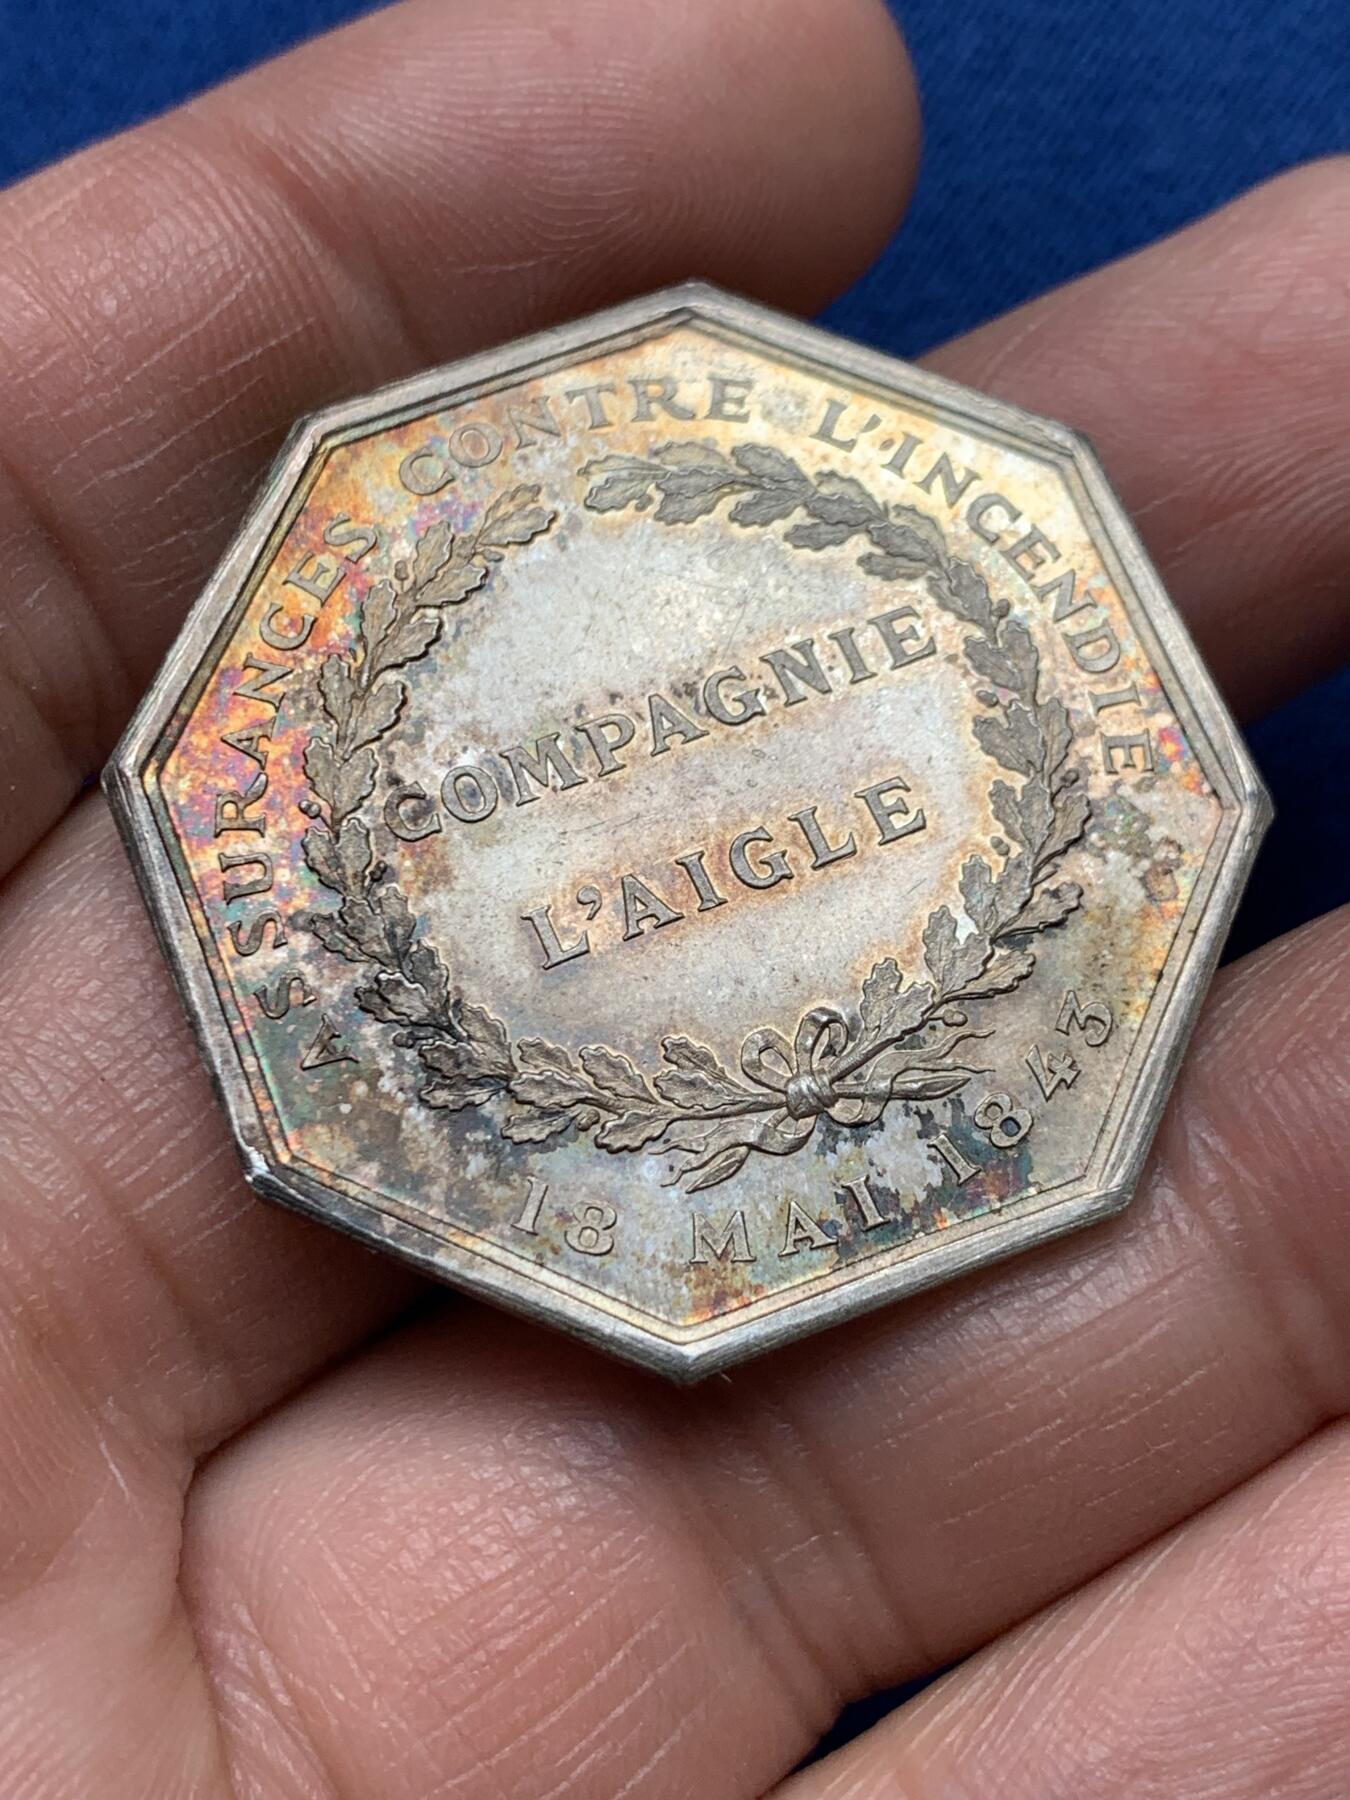 ASSURANCES CONTRE L'INCENDIE
COMPAGNIE
L'AIGLE
18 MAI 1843